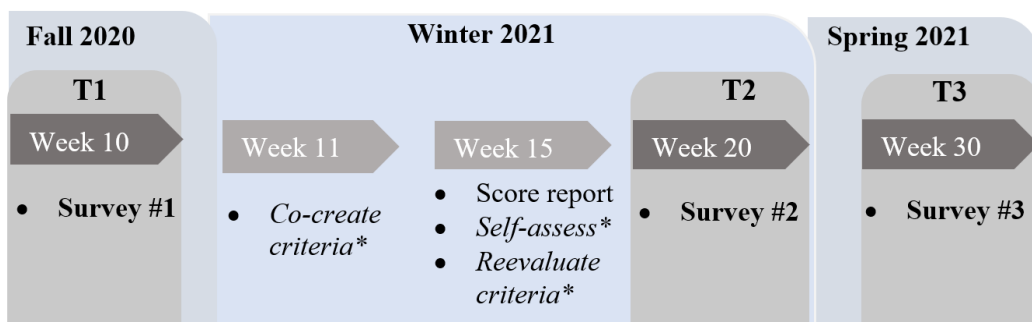 Fall 2020
Winter 2021
Spring 2021
T1
T2
T3
Week 10
Week 11
Week 15
Week 20
Week 30
• Survey #1
• Co-create
criteria*
• Score report
• Self-assess*
• Reevaluate
criteria*
• Survey #2
• Survey #3